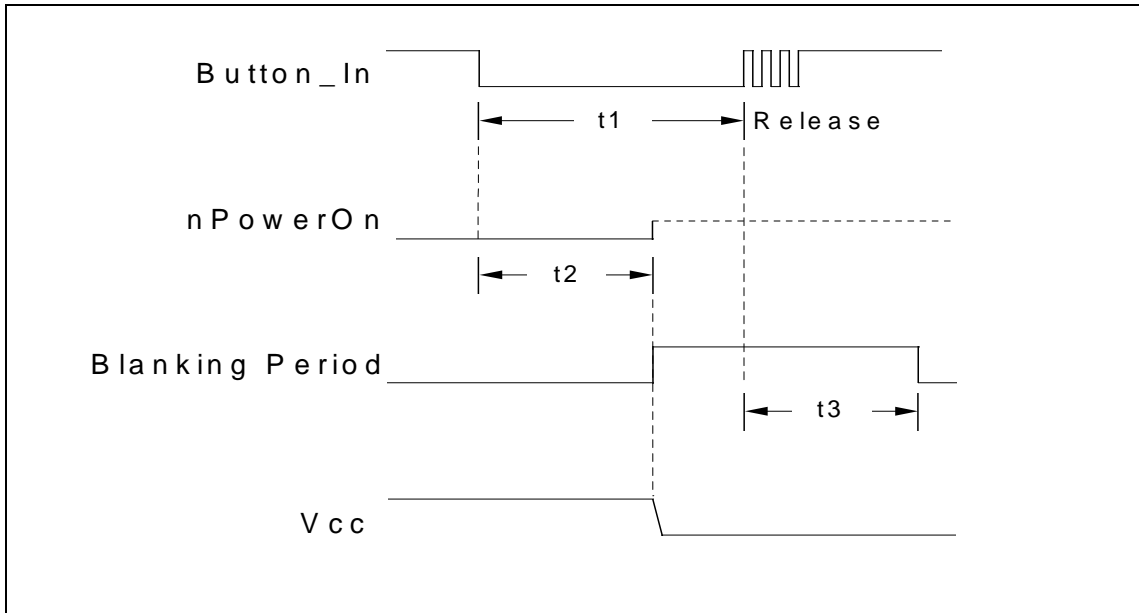 Button_In
t1
Release
nPowerOn
t2
Blanking Period
t3
Vcc